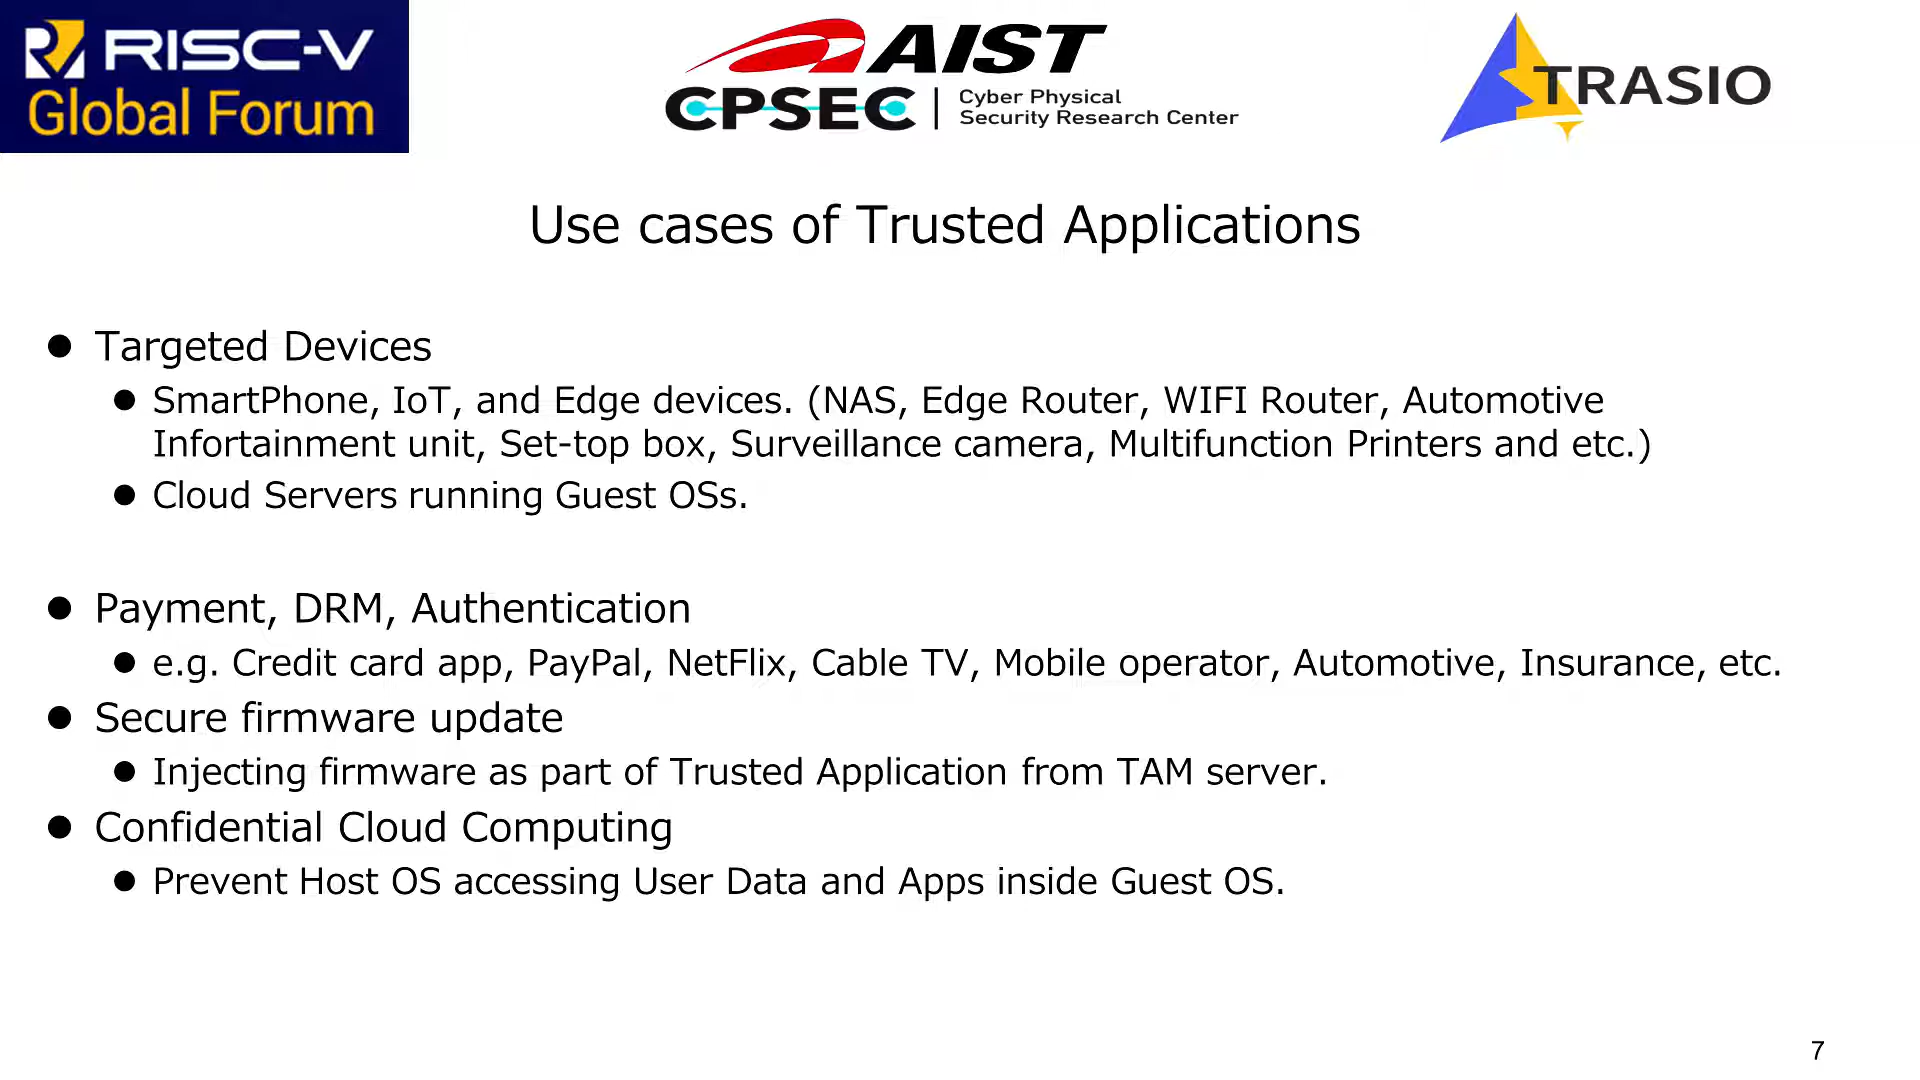 RISC-V
Global Forum
AIST
CPSEC
Cyber Physical
Security Research Center
TRASIO
Use cases of Trusted Applications
● Targeted Devices
● SmartPhone, IoT, and Edge devices. (NAS, Edge Router, WIFI Router, Automotive
Infortainment unit, Set-top box, Surveillance camera, Multifunction Printers and etc.)
● Cloud Servers running Guest OSs.
● Payment, DRM, Authentication
● e.g. Credit card app, PayPal, NetFlix, Cable TV, Mobile operator, Automotive, Insurance, etc.
● Secure firmware update
● Injecting firmware as part of Trusted Application from TAM server.
● Confidential Cloud Computing
● Prevent Host OS accessing User Data and Apps inside Guest OS.
7